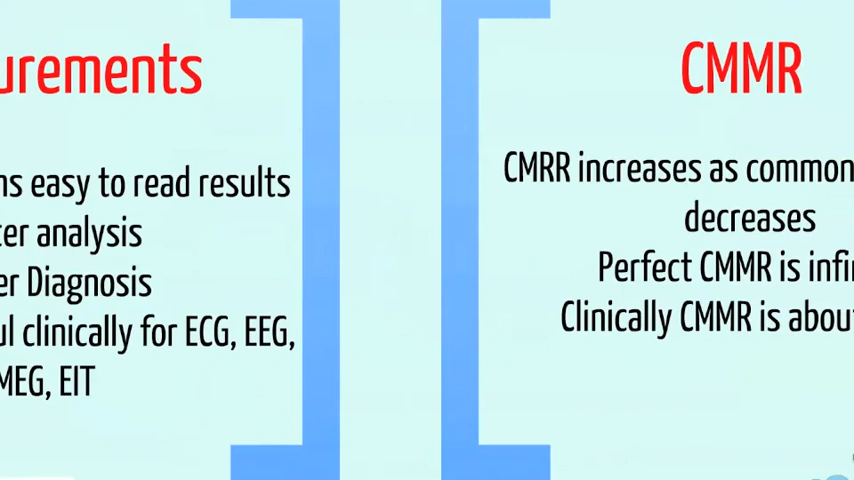 urements
ns easy to read results
ter analysis
er Diagnosis
ul clinically for ECG, EEG,
MEG, EIT
CMMR
CMRR increases as common
decreases
Perfect CMMR is infi
Clinically CMMR is abou